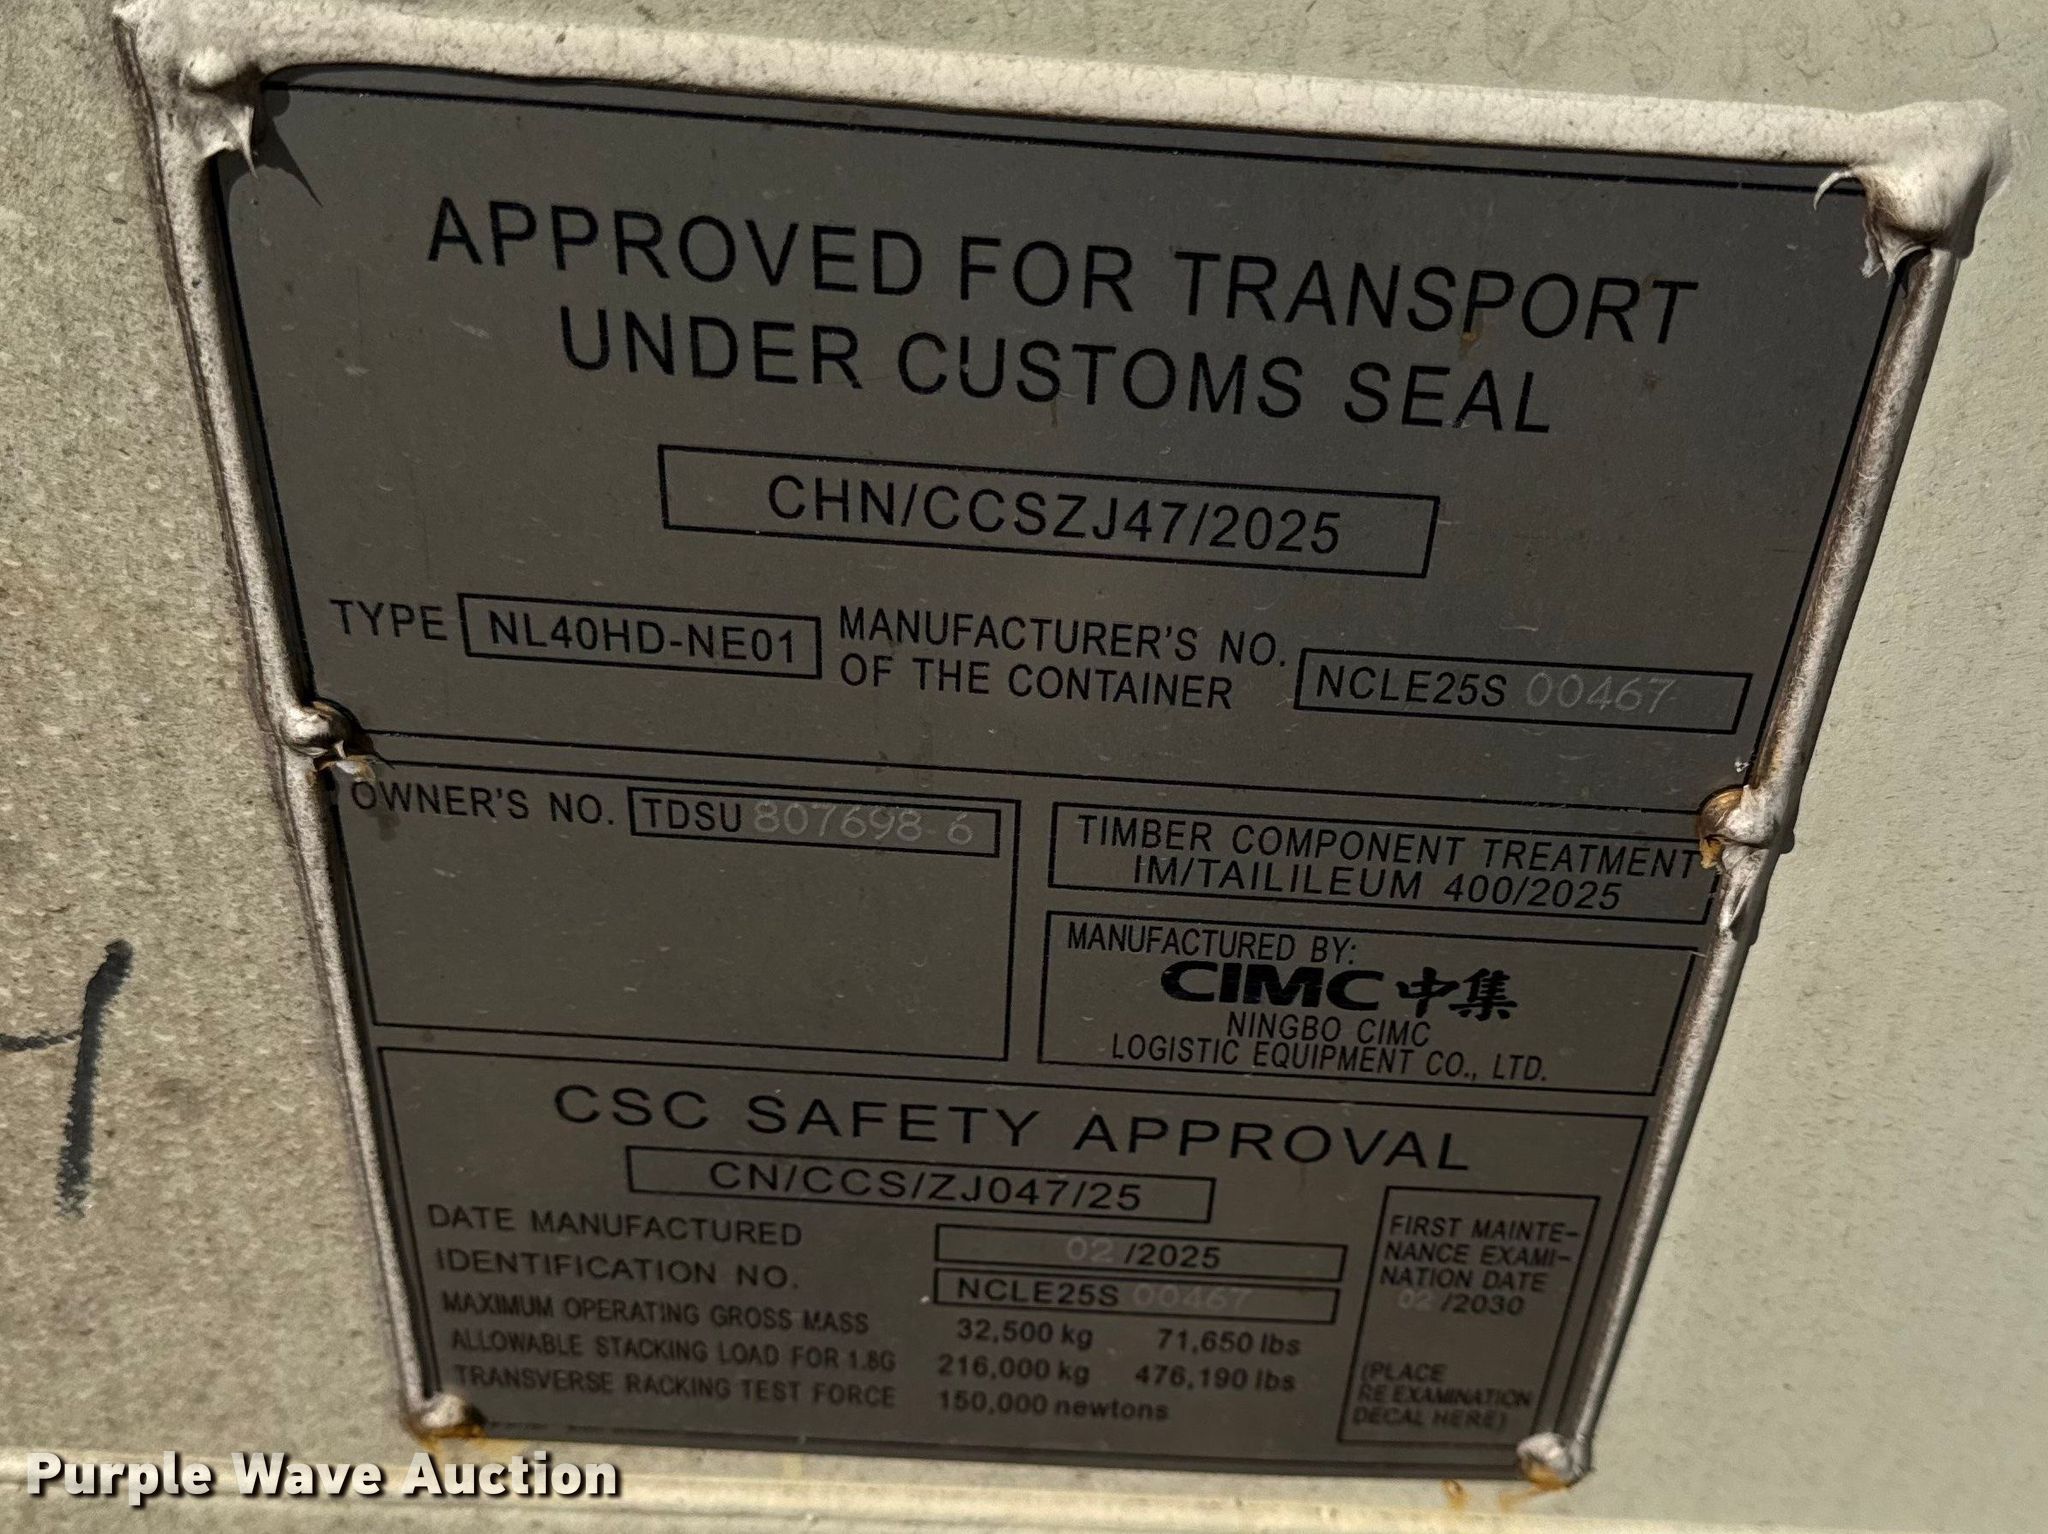 APPROVED FOR TRANSPORT
UNDER CUSTOMS SEAL
CHN/CCSZJ47/2025
TYPE NL40HD-NE01 MANUFACTURER'S NO. OF THE CONTAINER NCLE25S 00467
OWNER'S NO. TDSU 807698-6
TIMBER COMPONENT TREATMENT
IM/TAILILEUM 400/2025
MANUFACTURED BY:
CIMC 中集
NINGBO CIMC
LOGISTIC EQUIPMENT CO., LTD.
CSC SAFETY APPROVAL
CN/CCS/ZJ047/25
DATE MANUFACTURED 02/2025
IDENTIFICATION NO. NCLE25S 00467
MAXIMUM OPERATING GROSS MASS 32,500 kg 71,650 lbs
ALLOWABLE STACKING LOAD FOR 1.8G 216,000 kg 476,190 lbs
TRANSVERSE RACKING TEST FORCE 150,000 newtons
FIRST MAINTE-
NANCE EXAMI-
NATION DATE
02/2030
(PLACE
RE EXAMINATION
DECAL HERE)
Purple Wave Auction